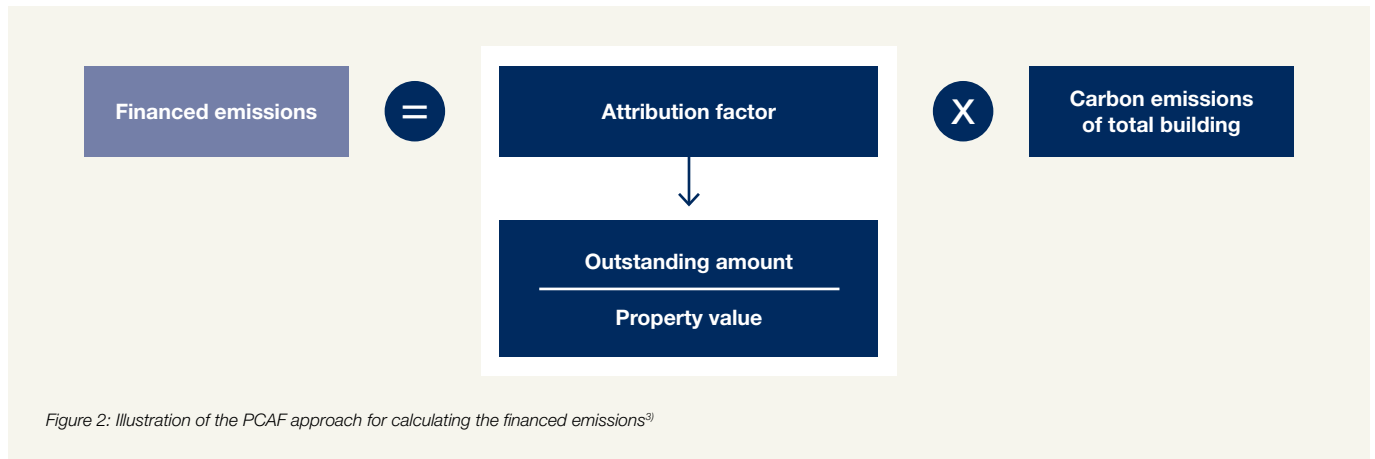 Financed emissions
=
Attribution factor
X
Carbon emissions
of total building
Outstanding amount
Property value
Figure 2: Illustration of the PCAF approach for calculating the financed emissions3)